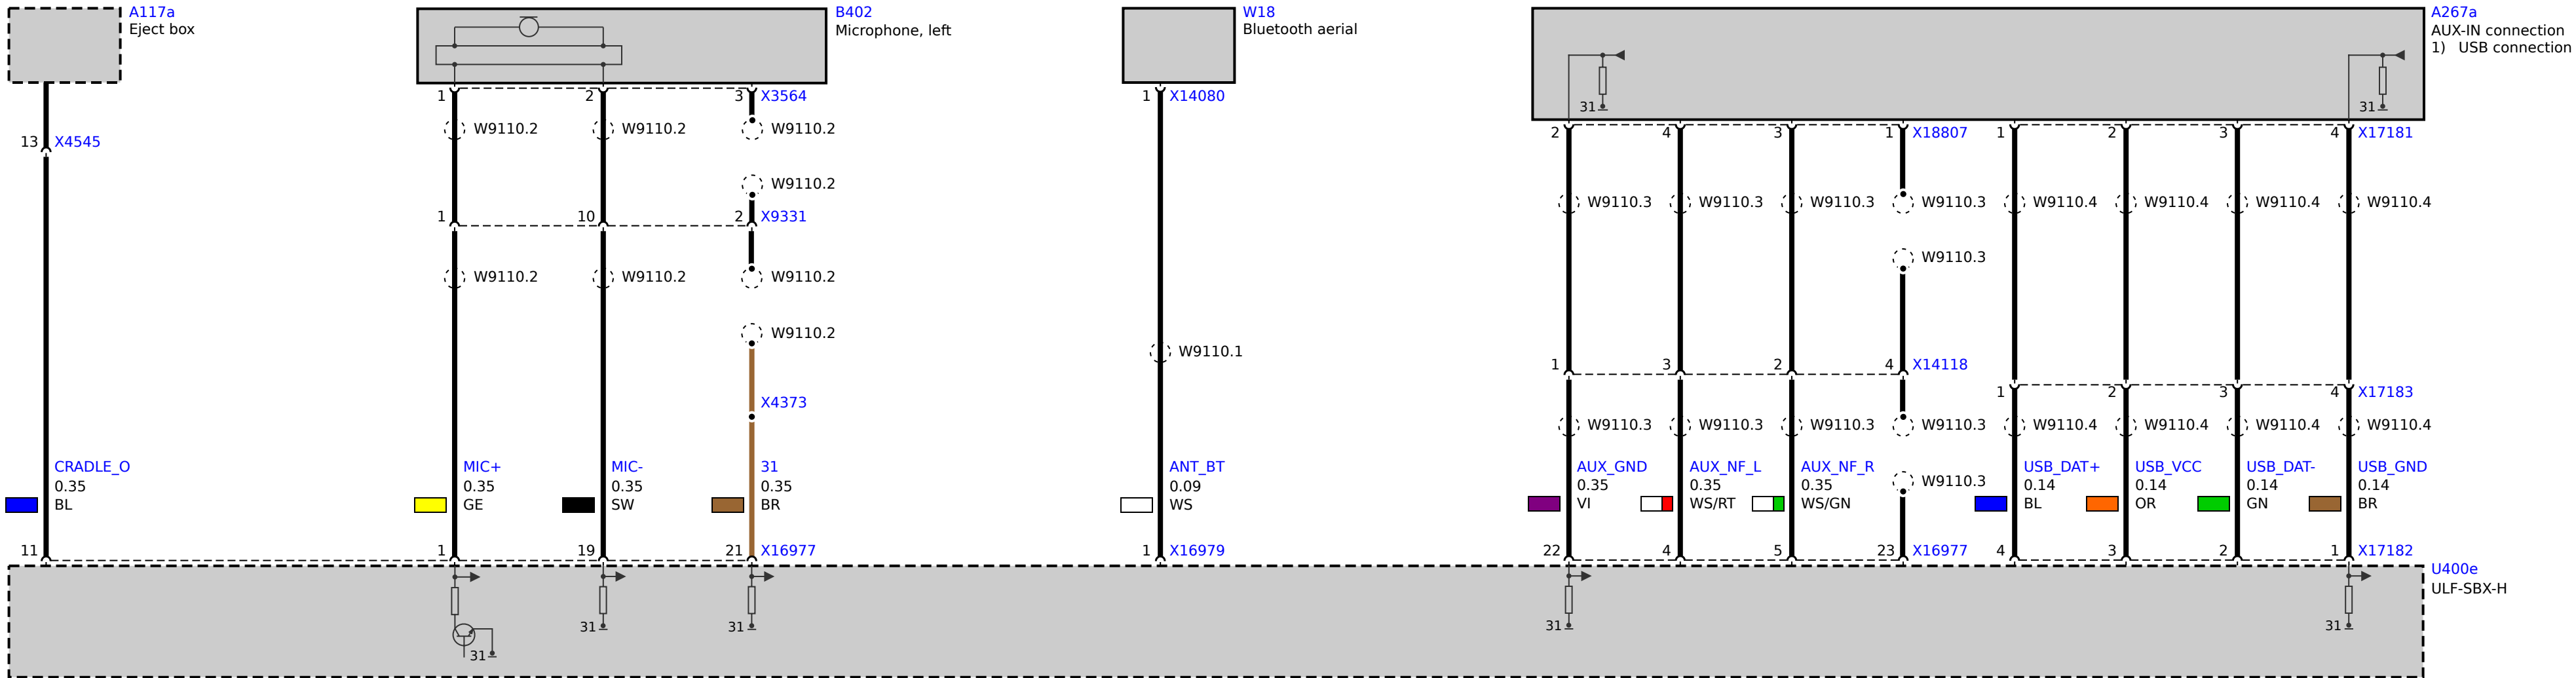 A117a
Eject box
B402
Microphone, left
W18
Bluetooth aerial
A267a
AUX-IN connection
1) USB connection
31
31
1
2
3
X3564
1
X14080
2
4
3
1
X18807
1
2
3
4
X17181
13
X4545
W9110.2
W9110.2
W9110.2
W9110.2
W9110.3
W9110.3
W9110.3
W9110.3
W9110.4
W9110.4
W9110.4
W9110.4
1
10
2
X9331
W9110.3
W9110.2
W9110.2
W9110.2
W9110.2
W9110.1
1
3
2
4
X14118
1
2
3
4
X17183
X4373
W9110.3
W9110.3
W9110.3
W9110.3
W9110.4
W9110.4
W9110.4
W9110.4
CRADLE_O
0.35
BL
MIC+
0.35
GE
MIC-
0.35
SW
31
0.35
BR
ANT_BT
0.09
WS
AUX_GND
0.35
VI
AUX_NF_L
0.35
WS/RT
AUX_NF_R
0.35
WS/GN
W9110.3
USB_DAT+
0.14
BL
USB_VCC
0.14
OR
USB_DAT-
0.14
GN
USB_GND
0.14
BR
11
1
19
21
X16977
1
X16979
22
4
5
23
X16977
4
3
2
1
X17182
U400e
ULF-SBX-H
31
31
31
31
31